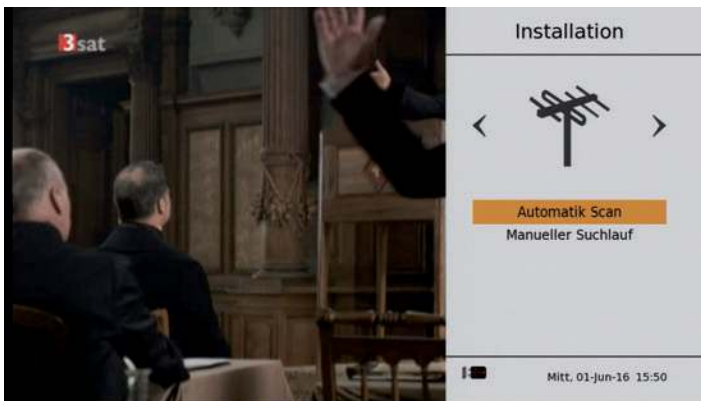 3sat
Installation
Automatik Scan
Manueller Suchlauf
Mitt, 01-Jun-16 15:50